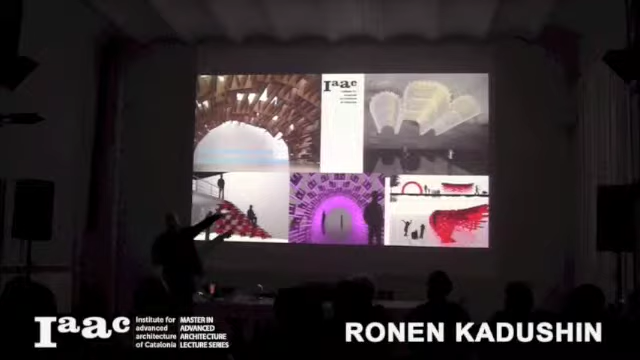 Iaac
Iaac
Institute for
advanced
architecture
of Catalonia
MASTER IN
ADVANCED
ARCHITECTURE
LECTURE SERIES
RONEN KADUSHIN